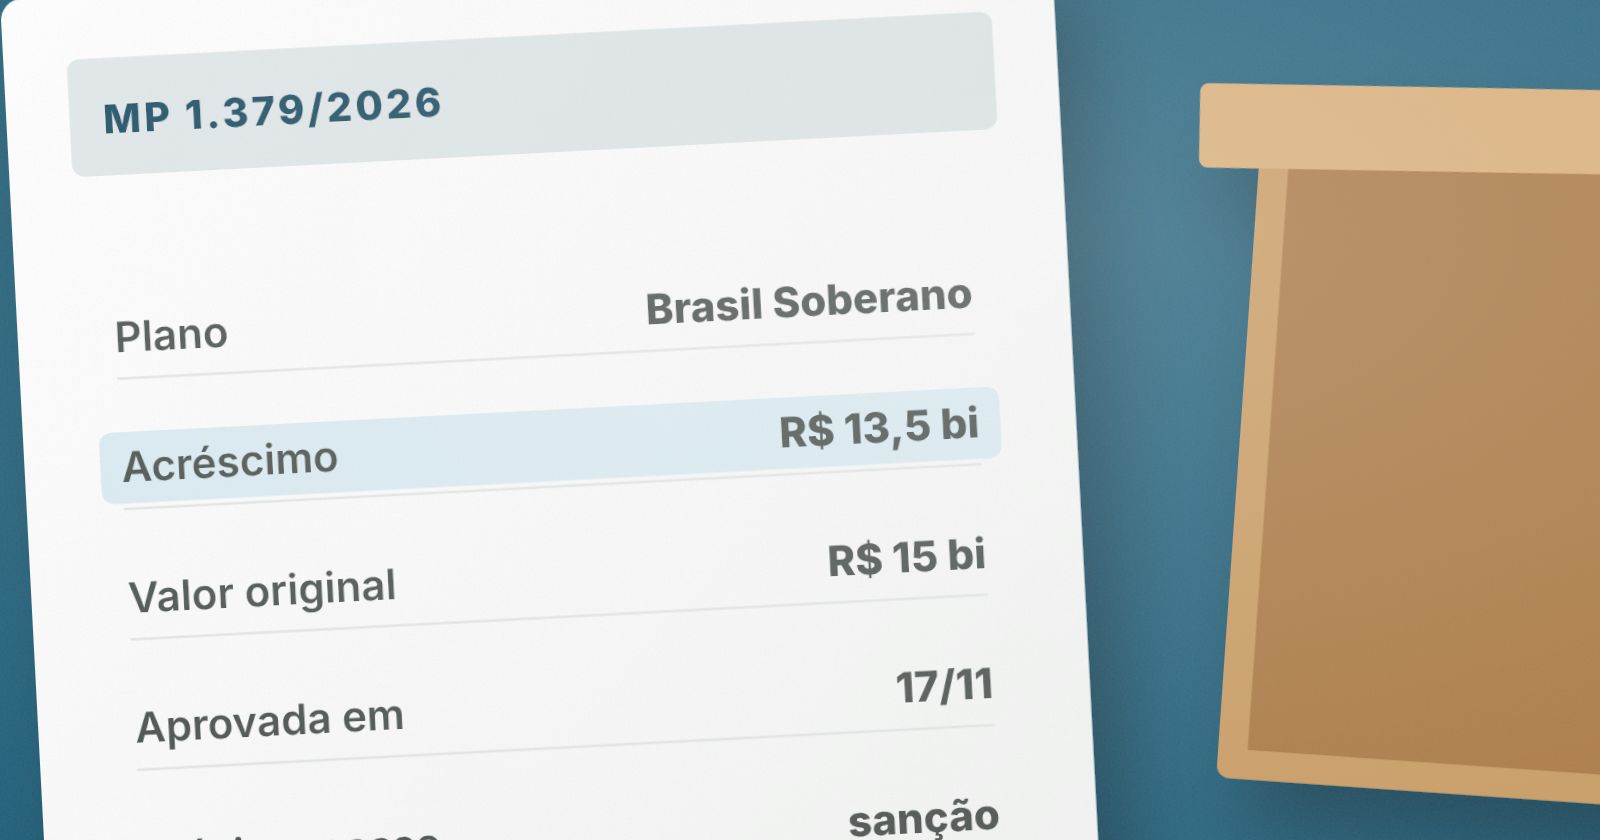 MP 1.379/2026
Plano Brasil Soberano
Acréscimo R$ 13,5 bi
Valor original R$ 15 bi
Aprovada em 17/11
sanção